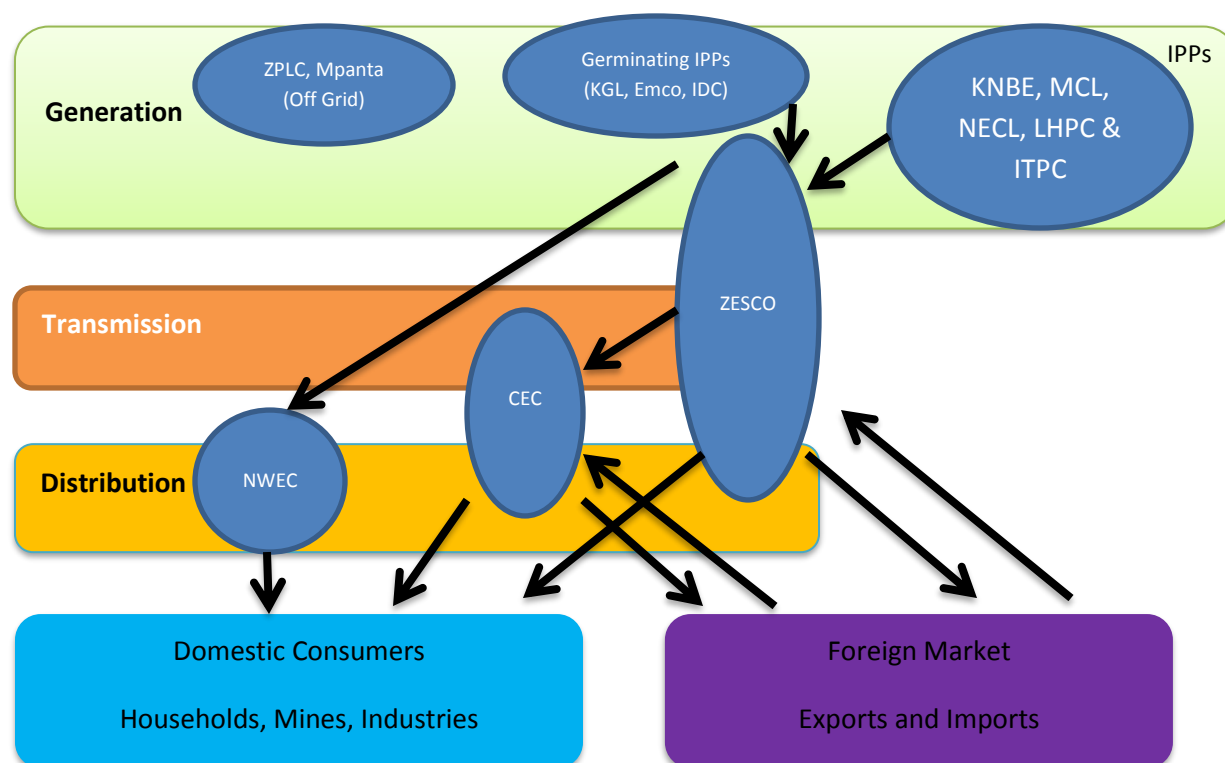 IPPs
ZPLC, Mpanta
(Off Grid)
Germinating IPPs
(KGL, Emco, IDC)
KNBE, MCL,
NECL, LHPC &
ITPC
Generation
Transmission
ZESCO
CEC
Distribution
NWEC
Domestic Consumers
Households, Mines, Industries
Foreign Market
Exports and Imports